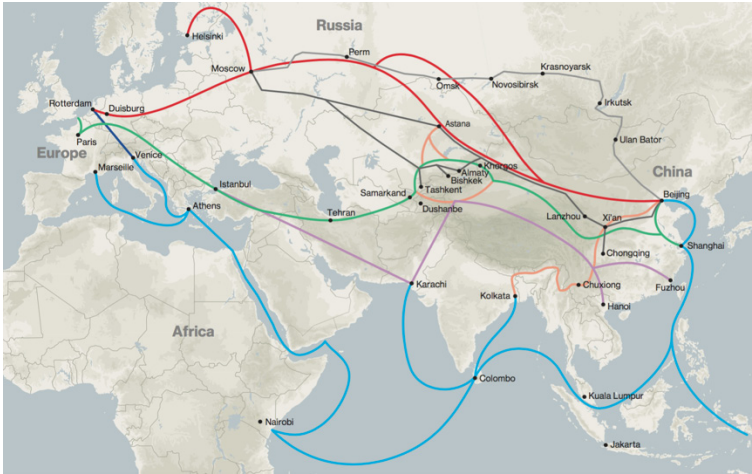 Russia
Helsinki
Perm
Moscow
Krasnoyarsk
Omsk
Novosibirsk
Rotterdam
Duisburg
Irkutsk
Astana
Paris
Ulan Bator
Europe
Venice
Marseille
Khorgos
Almaty
Bishkek
China
Istanbul
Tashkent
Samarkand
Beijing
Athens
Dushanbe
Tehran
Lanzhou
Xi'an
Shanghai
Chongqing
Karachi
Chuxiong
Fuzhou
Kolkata
Hanoi
Africa
Colombo
Kuala Lumpur
Nairobi
Jakarta